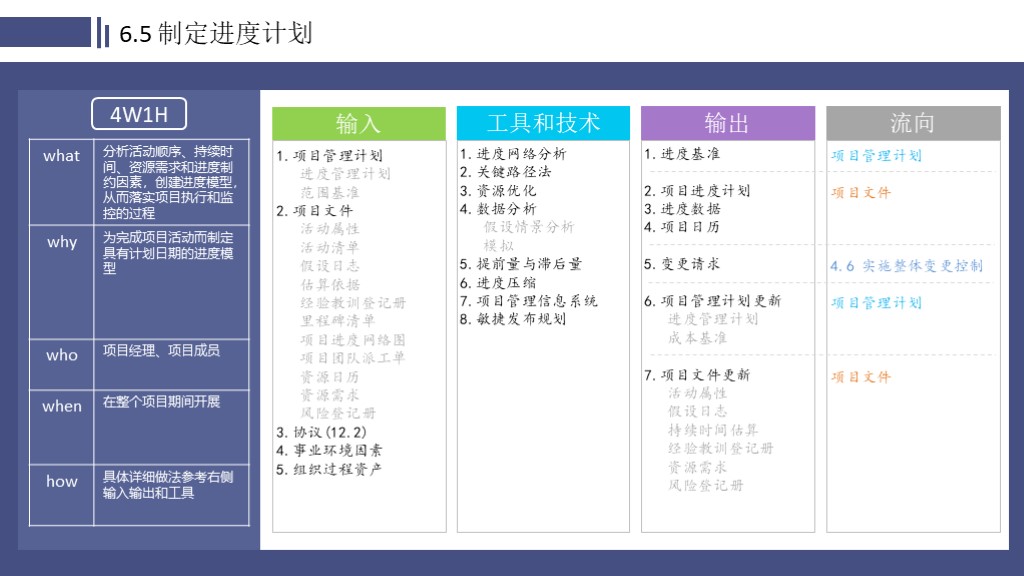 6.5 制定进度计划
4W1H
what
分析活动顺序、持续时
间、资源需求和进度制
约因素，创建进度模型，
从而落实项目执行和监
控的过程
why
为完成项目活动而制定
具有计划日期的进度模
型
who
项目经理、项目成员
when
在整个项目期间开展
how
具体详细做法参考右侧
输入输出和工具
输入
1. 项目管理计划
进度管理计划
范围基准
2. 项目文件
活动属性
活动清单
假设日志
估算依据
经验教训登记册
里程碑清单
项目进度网络图
项目团队派工单
资源日历
资源需求
风险登记册
3. 协议(12.2)
4. 事业环境因素
5. 组织过程资产
工具和技术
1. 进度网络分析
2. 关键路径法
3. 资源优化
4. 数据分析
假设情景分析
模拟
5. 提前量与滞后量
6. 进度压缩
7. 项目管理信息系统
8. 敏捷发布规划
输出
1. 进度基准
2. 项目进度计划
3. 进度数据
4. 项目日历
5. 变更请求
6. 项目管理计划更新
进度管理计划
成本基准
7. 项目文件更新
活动属性
假设日志
持续时间估算
经验教训登记册
资源需求
风险登记册
流向
项目管理计划
项目文件
4.6 实施整体变更控制
项目管理计划
项目文件